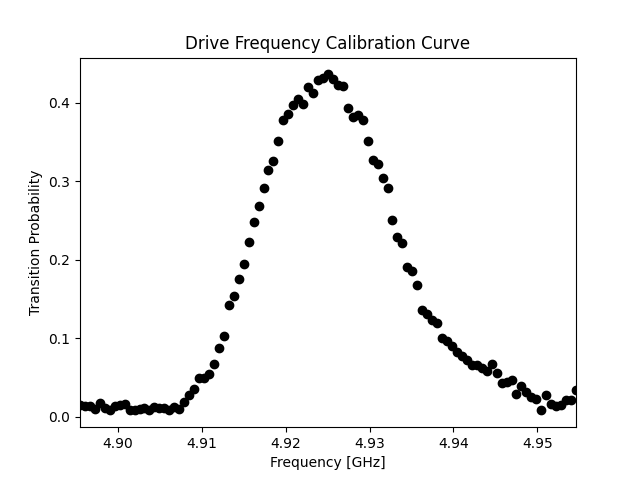 Drive Frequency Calibration Curve
Transition Probability
0.4
0.3
0.2
0.1
0.0
4.90 4.91 4.92 4.93 4.94 4.95
Frequency [GHz]